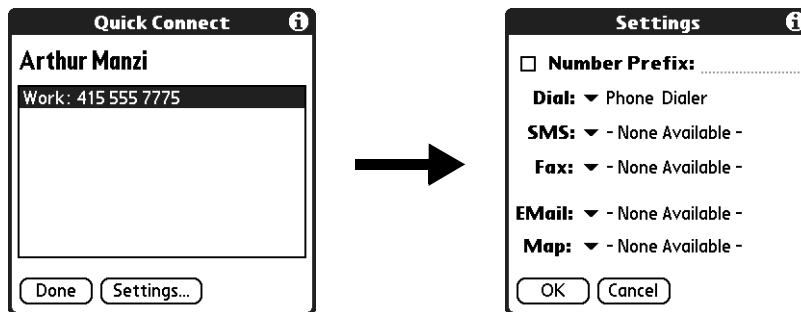 Quick Connect
Arthur Manzi
Work: 415 555 7775
Done
Settings...
Settings
Number Prefix:
Dial: Phone Dialer
SMS: - None Available -
Fax: - None Available -
EMail: - None Available -
Map: - None Available -
OK
Cancel